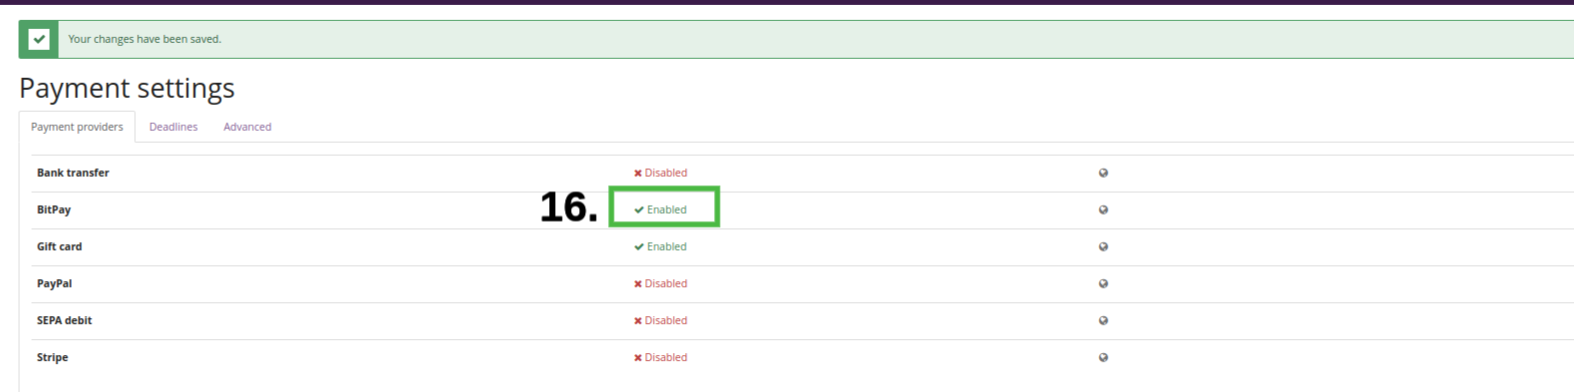 Your changes have been saved.
Payment settings
Payment providers Deadlines Advanced
Bank transfer Disabled
BitPay 16. Enabled
Gift card Enabled
PayPal Disabled
SEPA debit Disabled
Stripe Disabled